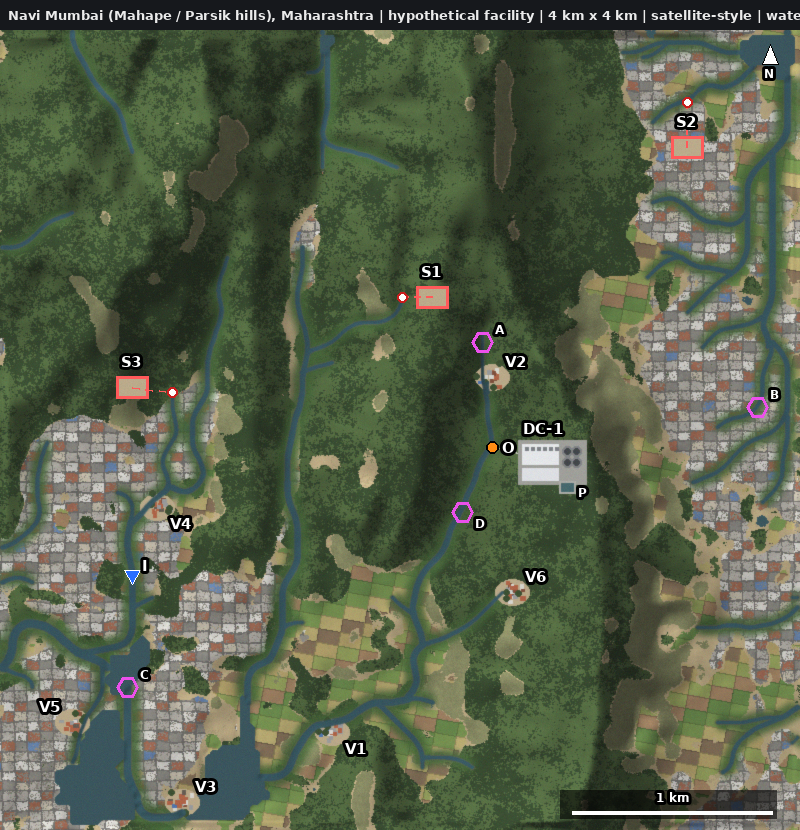 Navi Mumbai (Mahape / Parsik hills), Maharashtra | hypothetical facility | 4 km x 4 km | satellite-style | wate
N
S2
S1
A
S3
V2
B
DC-1
O
P
V4
D
I
V6
C
V5
V1
V3
1 km